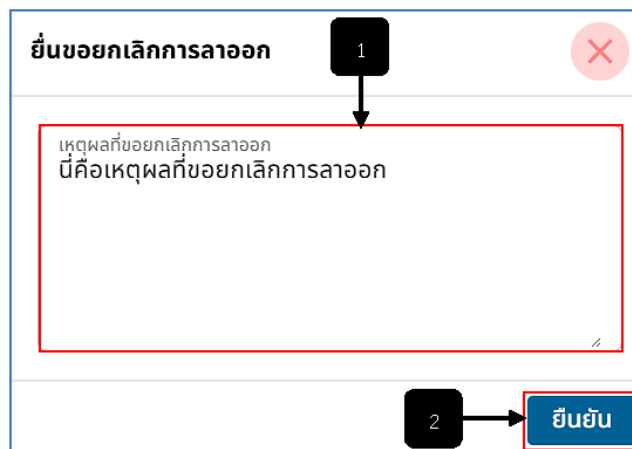 ยื่นขอยกเลิกการลาออก
1
เหตุผลที่ขอยกเลิกการลาออก
นี่คือเหตุผลที่ขอยกเลิกการลาออก
2
ยืนยัน